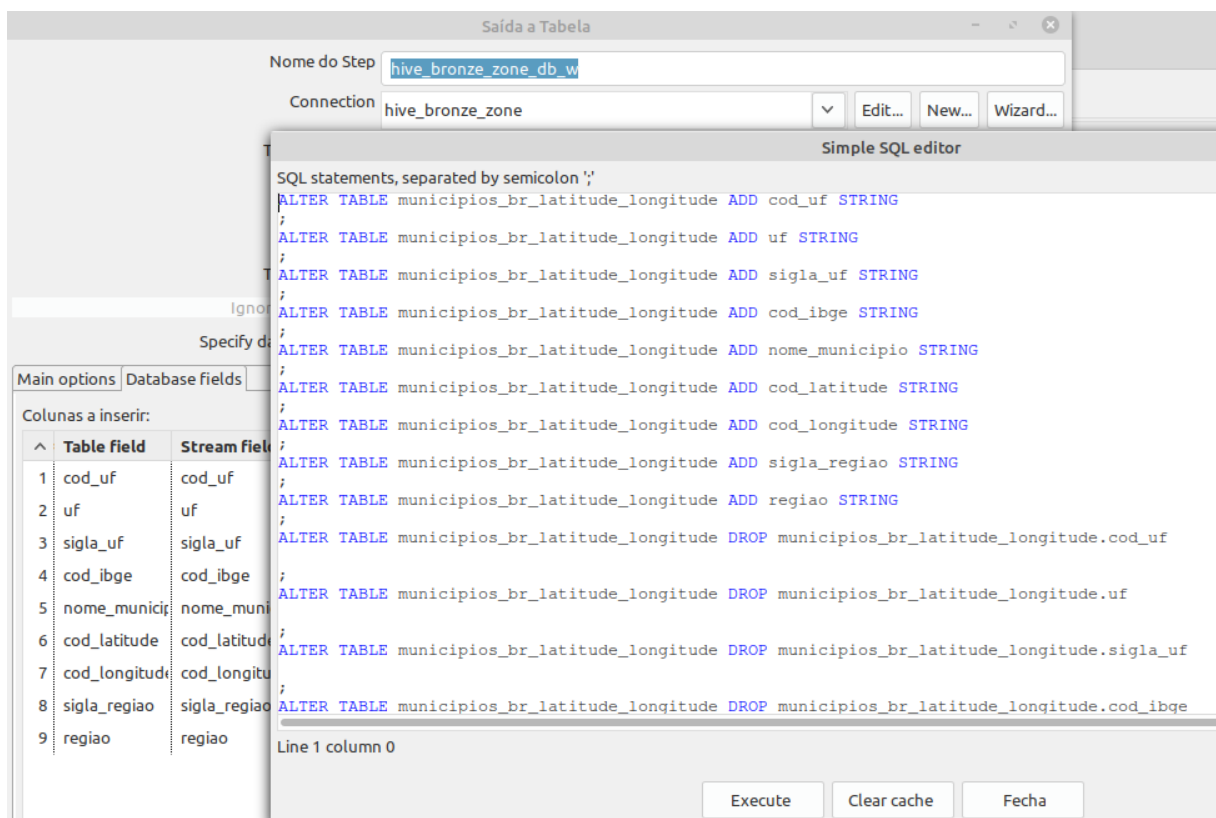 Saída a Tabela
Nome do Step hive_bronze_zone_db_w
Connection hive_bronze_zone Edit... New... Wizard...
Simple SQL editor
SQL statements, separated by semicolon ';'
ALTER TABLE municipios_br_latitude_longitude ADD cod_uf STRING
;
ALTER TABLE municipios_br_latitude_longitude ADD uf STRING
;
ALTER TABLE municipios_br_latitude_longitude ADD sigla_uf STRING
;
ALTER TABLE municipios_br_latitude_longitude ADD cod_ibge STRING
;
ALTER TABLE municipios_br_latitude_longitude ADD nome_municipio STRING
;
ALTER TABLE municipios_br_latitude_longitude ADD cod_latitude STRING
;
ALTER TABLE municipios_br_latitude_longitude ADD cod_longitude STRING
;
ALTER TABLE municipios_br_latitude_longitude ADD sigla_regiao STRING
;
ALTER TABLE municipios_br_latitude_longitude ADD regiao STRING
;
ALTER TABLE municipios_br_latitude_longitude DROP municipios_br_latitude_longitude.cod_uf
;
ALTER TABLE municipios_br_latitude_longitude DROP municipios_br_latitude_longitude.uf
;
ALTER TABLE municipios_br_latitude_longitude DROP municipios_br_latitude_longitude.sigla_uf
;
ALTER TABLE municipios_br_latitude_longitude DROP municipios_br_latitude_longitude.cod_ibge
Line 1 column 0
Execute Clear cache Fecha
T
T
Ignor
Specify da
Main options Database fields
Colunas a inserir:
Table field Stream fiel
1 cod_uf cod_uf
2 uf uf
3 sigla_uf sigla_uf
4 cod_ibge cod_ibge
5 nome_municip nome_muni
6 cod_latitude cod_latitude
7 cod_longitude cod_longitu
8 sigla_regiao sigla_regiao
9 regiao regiao